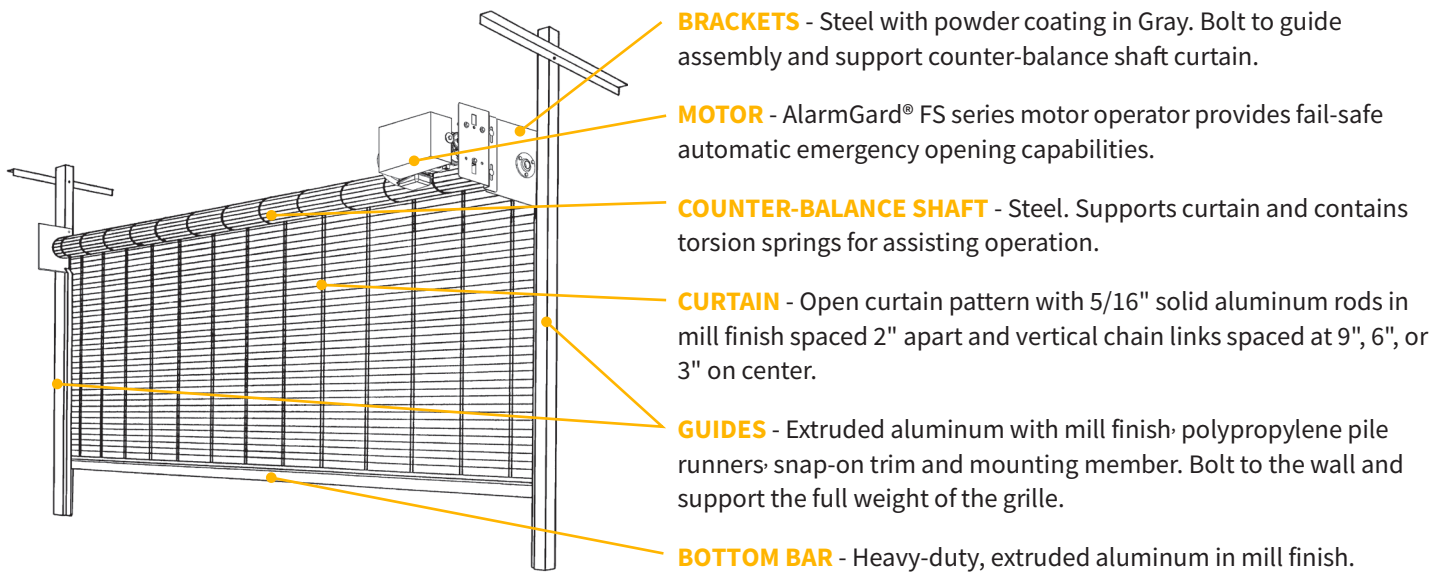 BRACKETS - Steel with powder coating in Gray. Bolt to guide
assembly and support counter-balance shaft curtain.
MOTOR - AlarmGard® FS series motor operator provides fail-safe
automatic emergency opening capabilities.
COUNTER-BALANCE SHAFT - Steel. Supports curtain and contains
torsion springs for assisting operation.
CURTAIN - Open curtain pattern with 5/16" solid aluminum rods in
mill finish spaced 2" apart and vertical chain links spaced at 9", 6", or
3" on center.
GUIDES - Extruded aluminum with mill finish, polypropylene pile
runners, snap-on trim and mounting member. Bolt to the wall and
support the full weight of the grille.
BOTTOM BAR - Heavy-duty, extruded aluminum in mill finish.